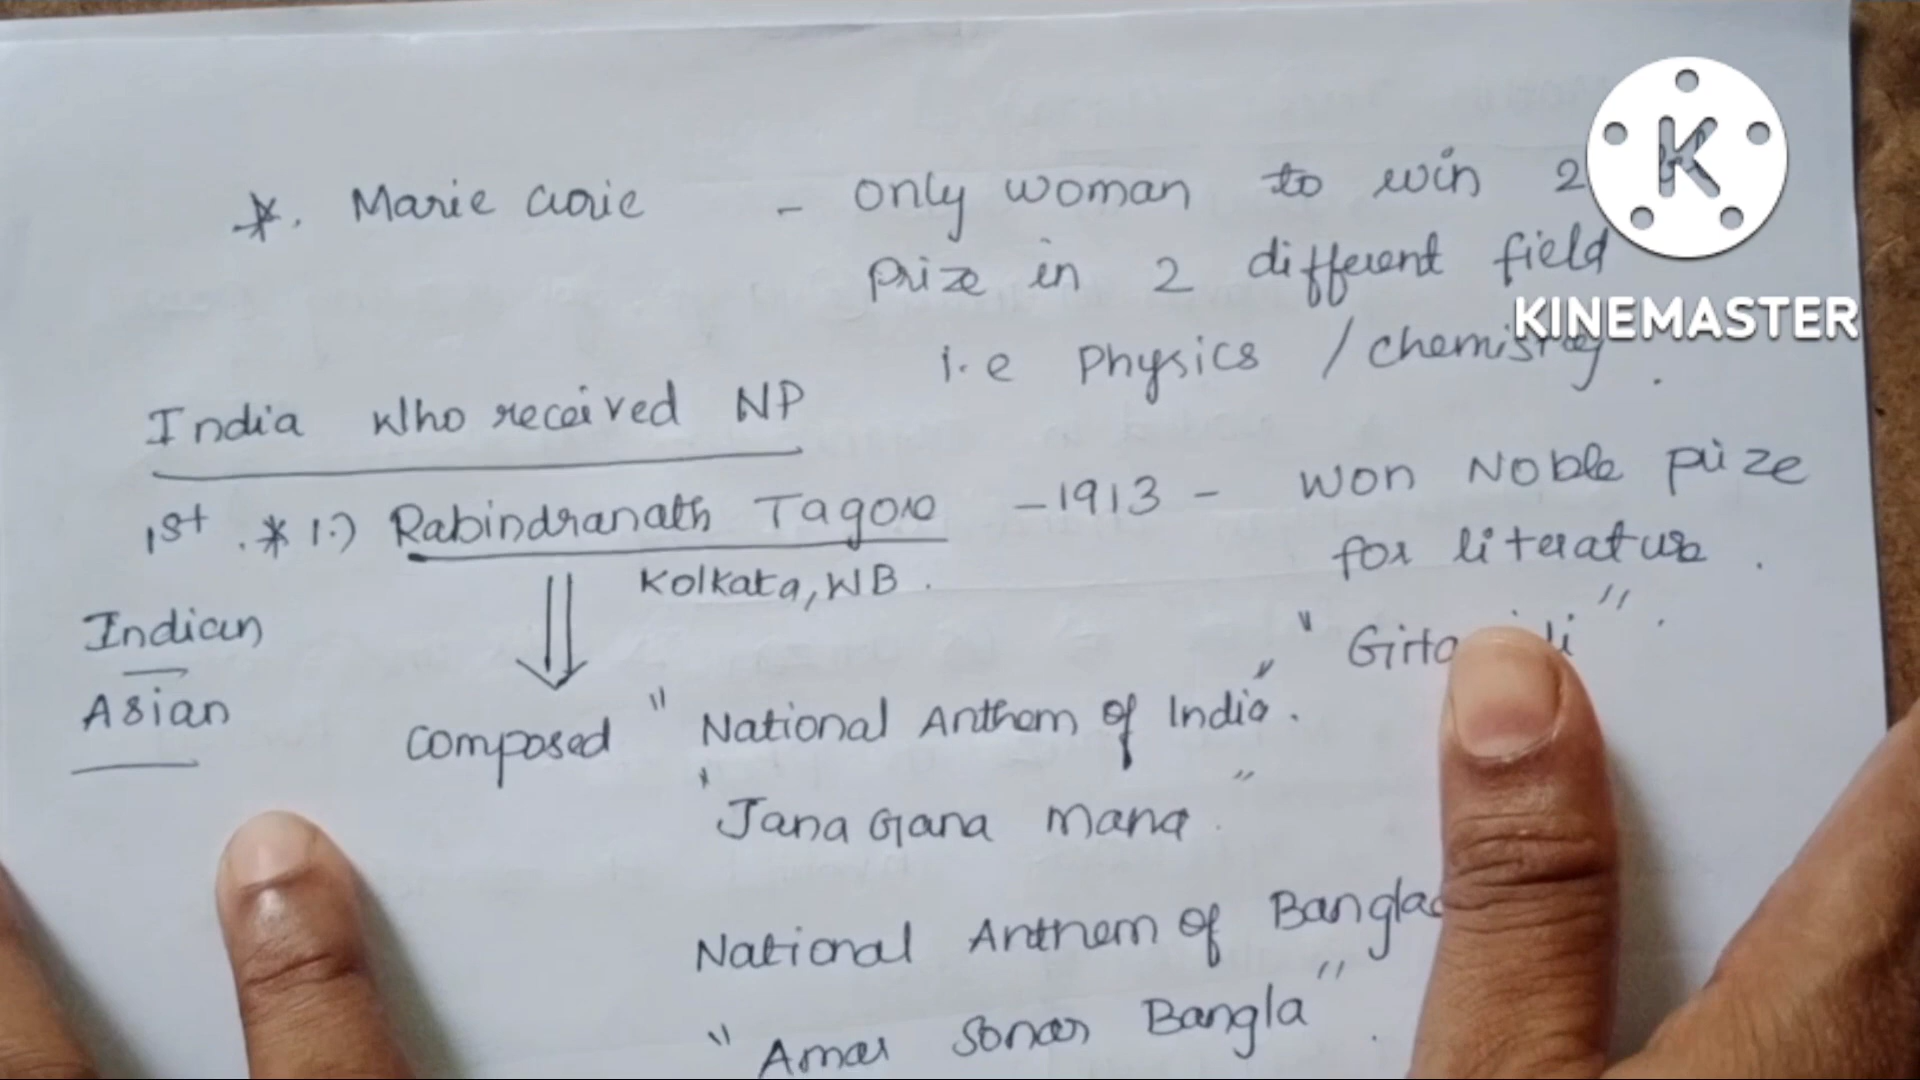 *. Marie Curie - only woman to win 2
prize in 2 different field
i.e Physics / chemistry.
KINEMASTER
India who received NP
1st . * 1.) Rabindranath Tagore - 1913 - won Noble prize
Kolkata, WB . for literature .
Indian
Asian
composed " National Anthem of India".
" Jana Gana Mana "
National Anthem of
" Amar Sonar Bangla" .